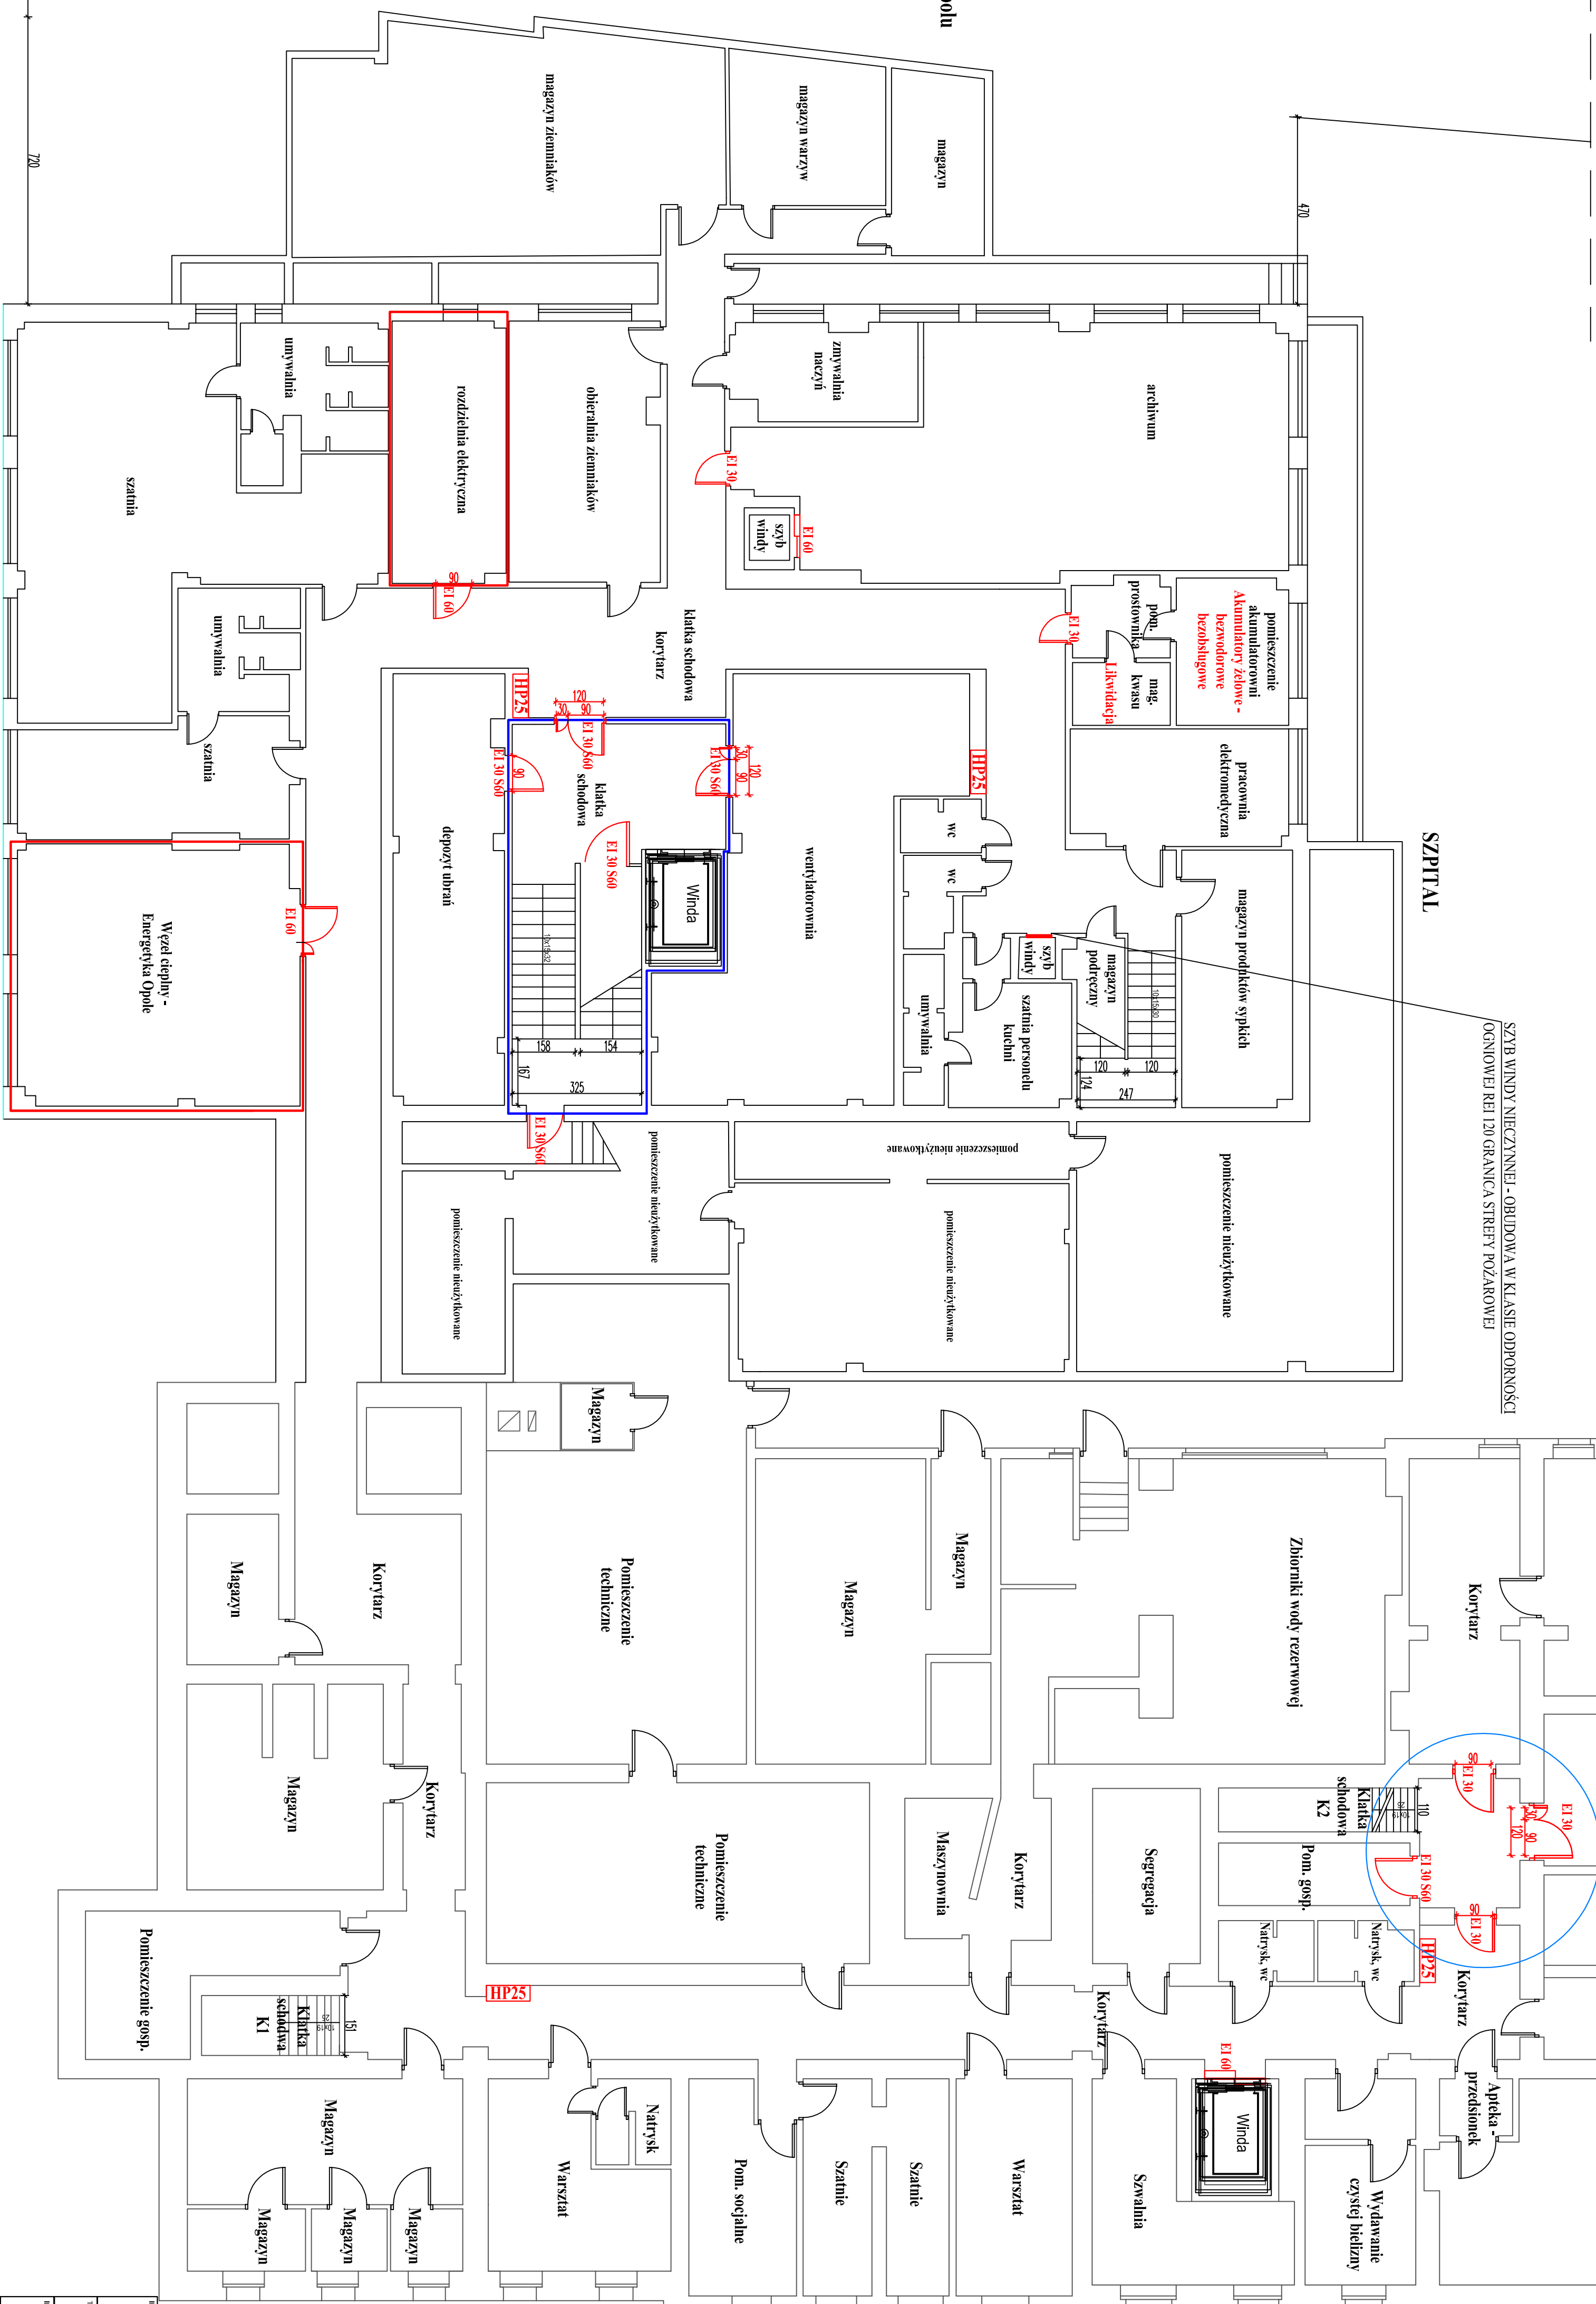 polu
470
720
SZPITAL
SZYB WINDY NIECZYNNEJ - OBUDOWA W KLASIE ODPORNOŚCI
OGNIOWEJ REI 120 GRANICA STREFY POŻAROWEJ
magazyn
magazyn warzyw
magazyn ziemniaków
archiwum
zmywalnia
naczyń
EI 30
EI 60
szyb
windy
obieralnia ziemniaków
rozdzielnia elektryczna
90
EI 60
umywalnia
szatnia
umywalnia
szatnia
klatka schodowa
korytarz
pomieszczenie
akumulatorowni
Akumulatory żelowe -
bezwodorowe
bezobsługowe
pom.
prostownika
EI 30
mag.
kwasu
Likwidacja
pracownia
elektromedyczna
HP25
HP25
120
30
90
EI 30 S60
120
30
90
EI 30 S60
90
EI 30 S60
klatka
schodowa
EI 30 S60
Winda
10x15x32
158
154
167
325
EI 30 S60
depozyt ubrań
wentylatorownia
wc
wc
umywalnia
szyb
windy
szatnia personelu
kuchni
magazyn
podręczny
10x15x30
120
120
124
247
magazyn produktów sypkich
Węzeł cieplny -
Energetyka Opole
EI 60
pomieszczenie nieużytkowane
pomieszczenie nieużytkowane
pomieszczenie nieużytkowane
pomieszczenie nieużytkowane
pomieszczenie nieużytkowane
Magazyn
Pomieszczenie
techniczne
Magazyn
Magazyn
Zbiorniki wody rezerwowej
Korytarz
Korytarz
Magazyn
Magazyn
Korytarz
Pomieszczenie
techniczne
Maszynownia
Korytarz
Segregacja
Klatka
schodowa
K2
110
10x19
Pom. gosp.
90
EI 30
EI 30
30
90
120
EI 30 S60
90
EI 30
Natrysk, wc
Natrysk, wc
HP25
Korytarz
Korytarz
HP25
Pomieszczenie gosp.
Klatka
schodwa
K1
10x19
151
Magazyn
Magazyn
Magazyn
Magazyn
Warsztat
Natrysk
Pom. socjalne
Szatnie
Szatnie
Warsztat
Szwalnia
EI 60
Winda
Wydawanie
czystej bielizny
Apteka -
przedsionek